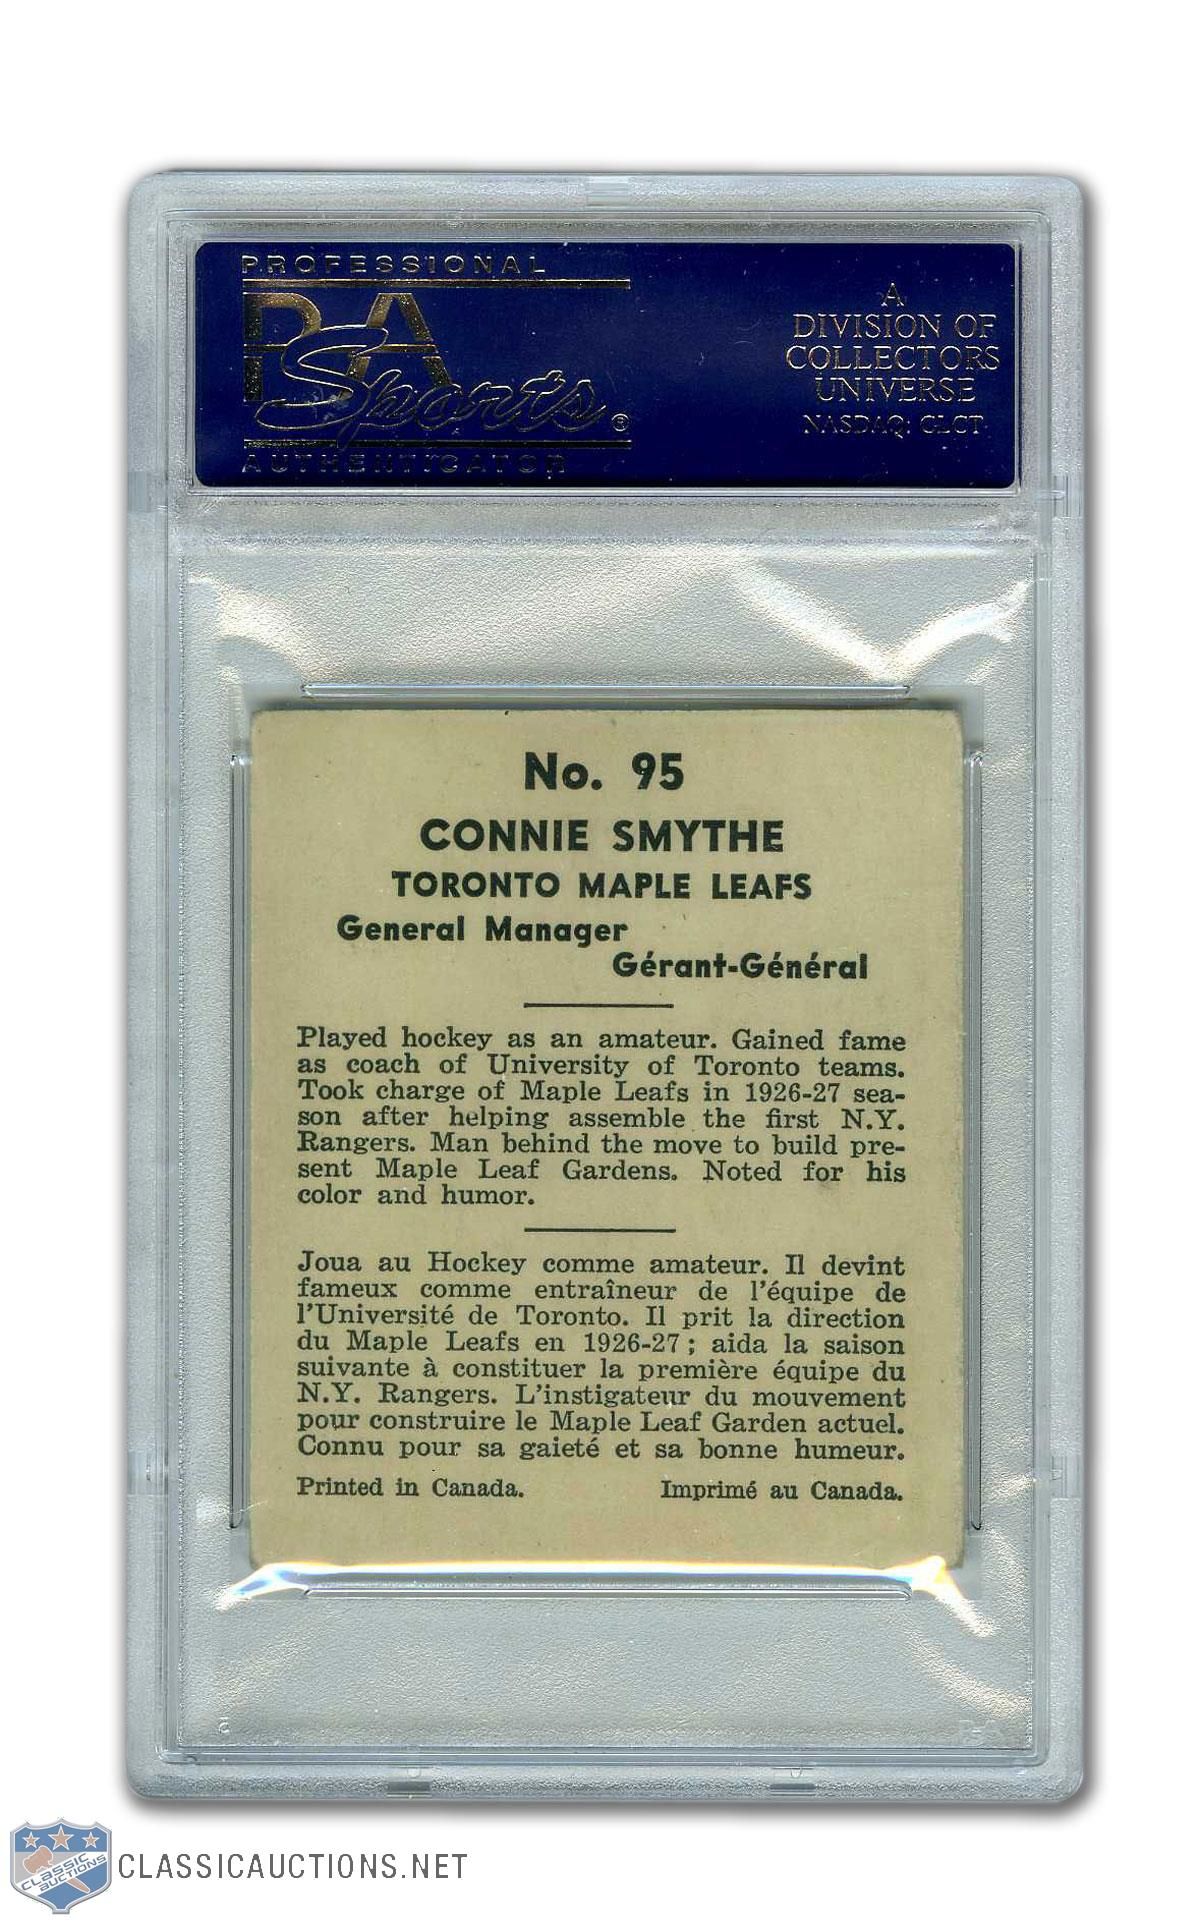 PROFESSIONAL
PSA
Sports®
AUTHENTICATOR
A
DIVISION OF
COLLECTORS
UNIVERSE
NASDAQ: CLCT
No. 95
CONNIE SMYTHE
TORONTO MAPLE LEAFS
General Manager
Gérant-Général
Played hockey as an amateur. Gained fame
as coach of University of Toronto teams.
Took charge of Maple Leafs in 1926-27 sea-
son after helping assemble the first N.Y.
Rangers. Man behind the move to build pre-
sent Maple Leaf Gardens. Noted for his
color and humor.
Joua au Hockey comme amateur. Il devint
fameux comme entraîneur de l'équipe de
l'Université de Toronto. Il prit la direction
du Maple Leafs en 1926-27; aida la saison
suivante à constituer la première équipe du
N.Y. Rangers. L'instigateur du mouvement
pour construire le Maple Leaf Garden actuel.
Connu pour sa gaieté et sa bonne humeur.
Printed in Canada. Imprimé au Canada.
CLASSIC
AUCTIONS
CLASSICAUCTIONS.NET